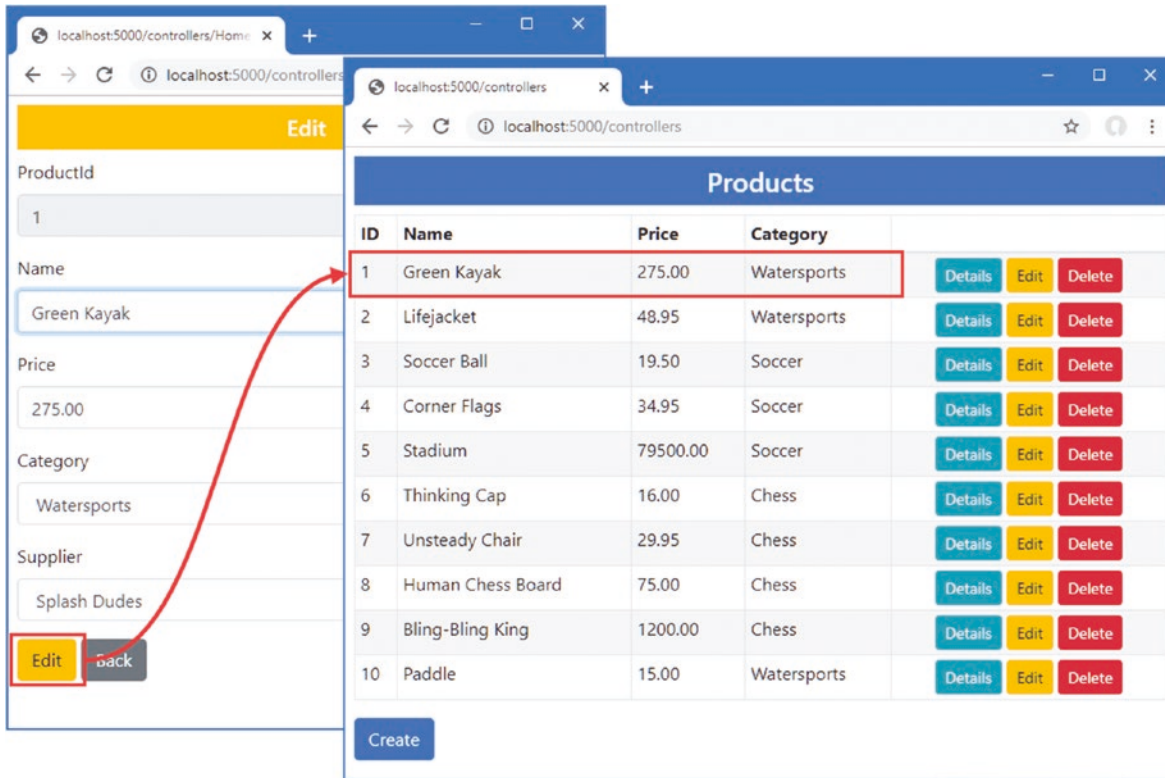 localhost:5000/controllers/Home
localhost:5000/controllers
Edit
ProductId
1
Name
Green Kayak
Price
275.00
Category
Watersports
Supplier
Splash Dudes
Edit Back
localhost:5000/controllers
localhost:5000/controllers
Products
ID Name Price Category
1 Green Kayak 275.00 Watersports Details Edit Delete
2 Lifejacket 48.95 Watersports Details Edit Delete
3 Soccer Ball 19.50 Soccer Details Edit Delete
4 Corner Flags 34.95 Soccer Details Edit Delete
5 Stadium 79500.00 Soccer Details Edit Delete
6 Thinking Cap 16.00 Chess Details Edit Delete
7 Unsteady Chair 29.95 Chess Details Edit Delete
8 Human Chess Board 75.00 Chess Details Edit Delete
9 Bling-Bling King 1200.00 Chess Details Edit Delete
10 Paddle 15.00 Watersports Details Edit Delete
Create